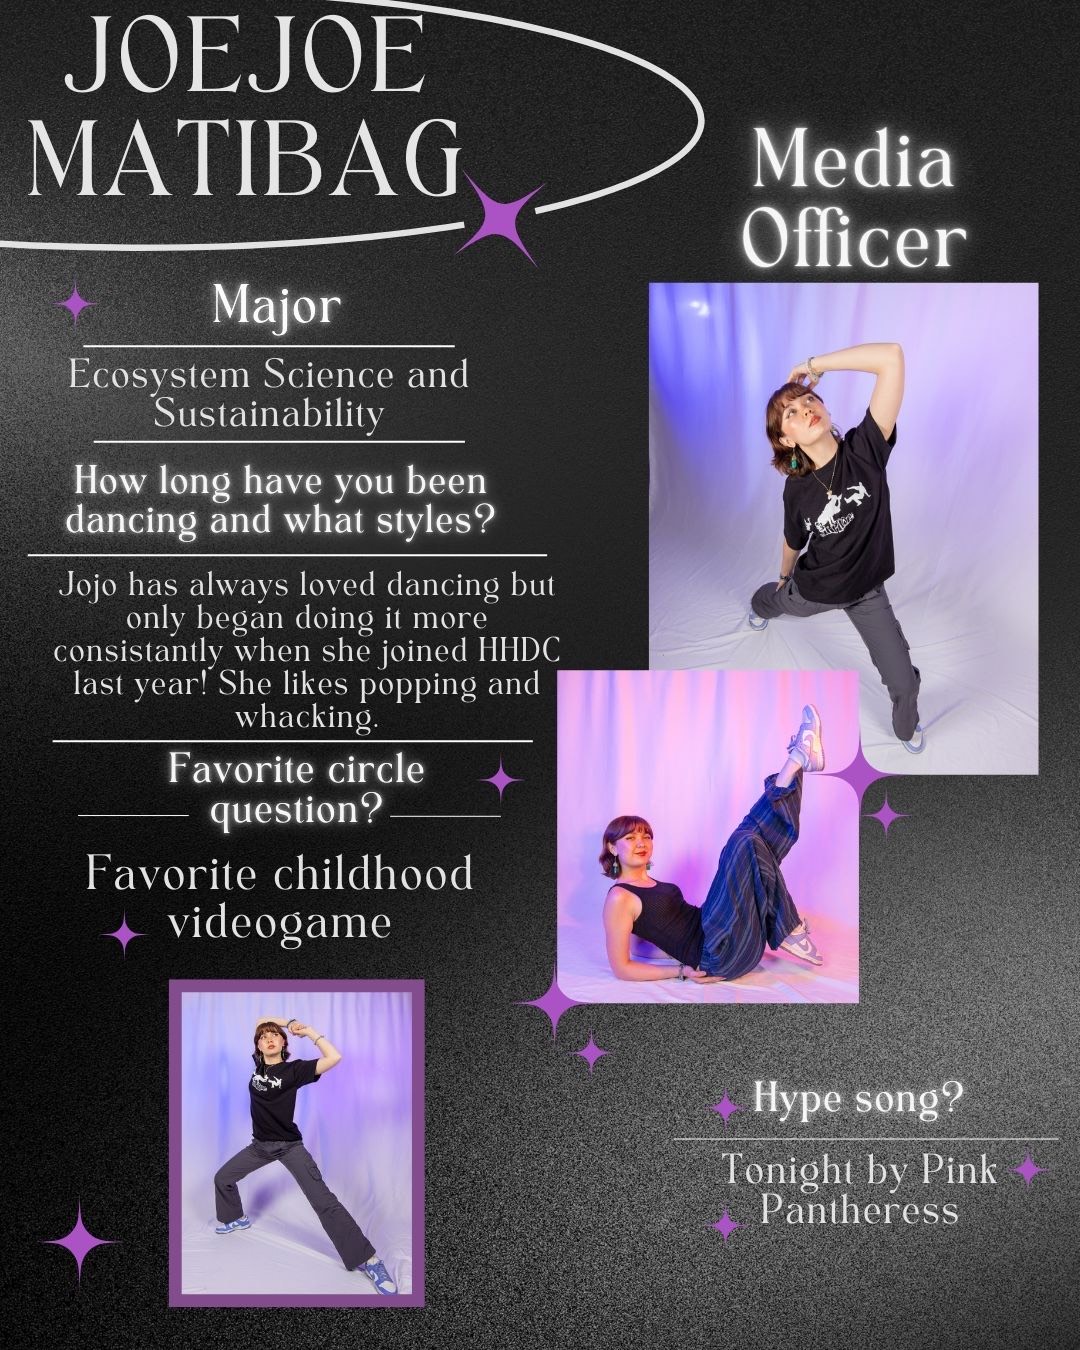 JOEJOE
MATIBAG
Media
Officer
Major
Ecosystem Science and
Sustainability
How long have you been
dancing and what styles?
Jojo has always loved dancing but
only began doing it more
consistantly when she joined HHDC
last year! She likes popping and
whacking.
Favorite circle
question?
Favorite childhood
videogame
Hype song?
Tonight by Pink
Pantheress